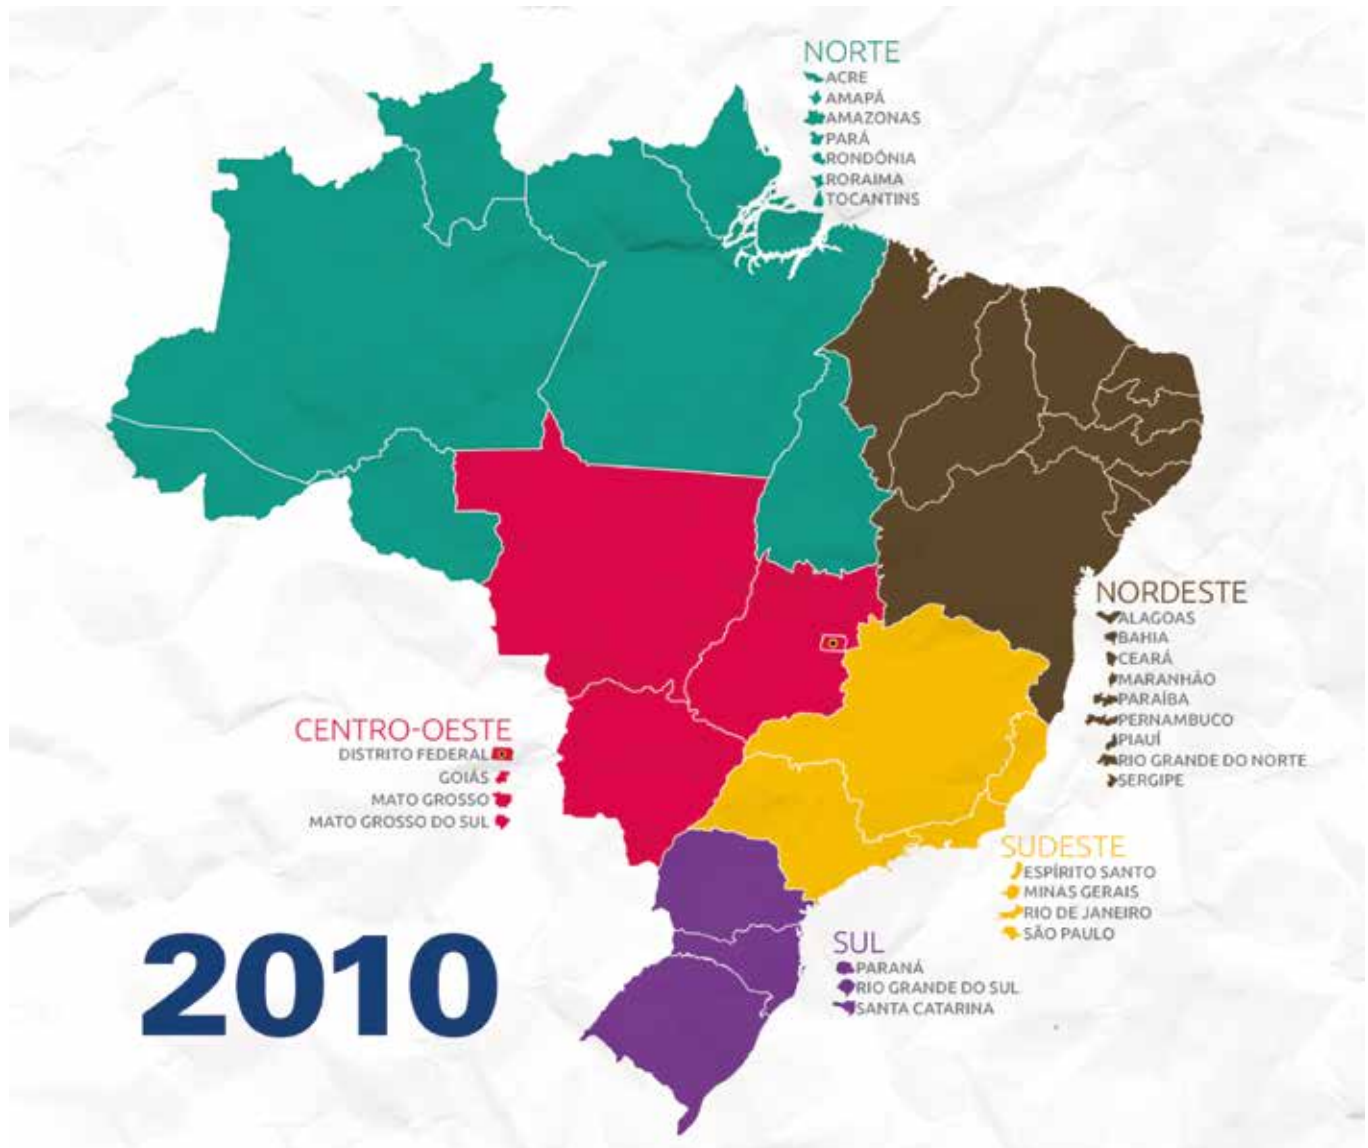 NORTE
ACRE
AMAPÁ
AMAZONAS
PARÁ
RONDÔNIA
RORAIMA
TOCANTINS
NORDESTE
ALAGOAS
BAHIA
CEARÁ
MARANHÃO
PARAÍBA
PERNAMBUCO
PIAUÍ
RIO GRANDE DO NORTE
SERGIPE
CENTRO-OESTE
DISTRITO FEDERAL
GOIÁS
MATO GROSSO
MATO GROSSO DO SUL
SUDESTE
ESPÍRITO SANTO
MINAS GERAIS
RIO DE JANEIRO
SÃO PAULO
SUL
PARANÁ
RIO GRANDE DO SUL
SANTA CATARINA
2010